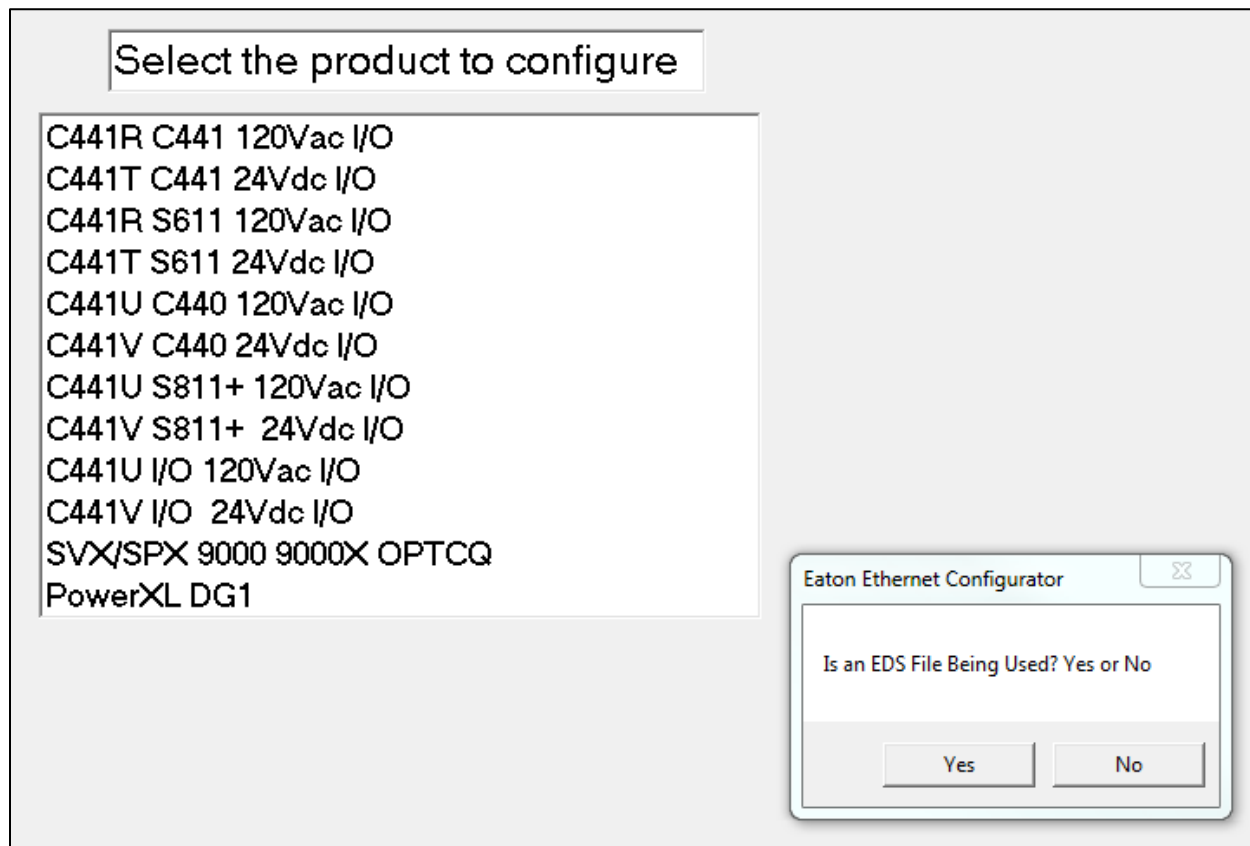 Select the product to configure
C441R C441 120Vac I/O
C441T C441 24Vdc I/O
C441R S611 120Vac I/O
C441T S611 24Vdc I/O
C441U C440 120Vac I/O
C441V C440 24Vdc I/O
C441U S811+ 120Vac I/O
C441V S811+  24Vdc I/O
C441U I/O 120Vac I/O
C441V I/O  24Vdc I/O
SVX/SPX 9000 9000X OPTCQ
PowerXL DG1
Eaton Ethernet Configurator
Is an EDS File Being Used? Yes or No
Yes No